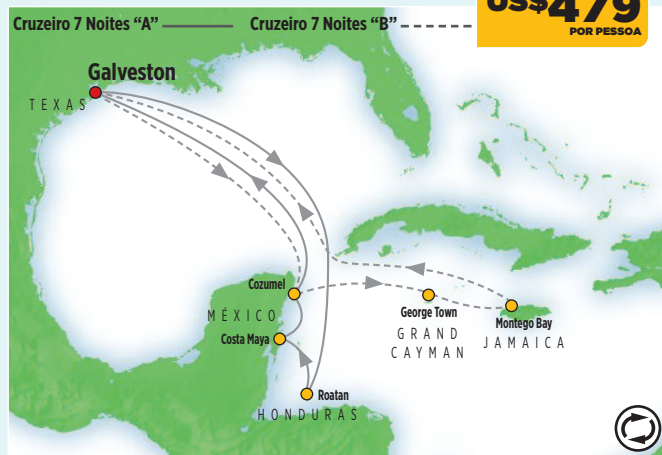 Cruzeiro 7 Noites “A”
Cruzeiro 7 Noites “B”
US$479
POR PESSOA
Galveston
TEXAS
Cozumel
MÉXICO
Costa Maya
George Town
GRAND
CAYMAN
Montego Bay
JAMAICA
Roatan
HONDURAS